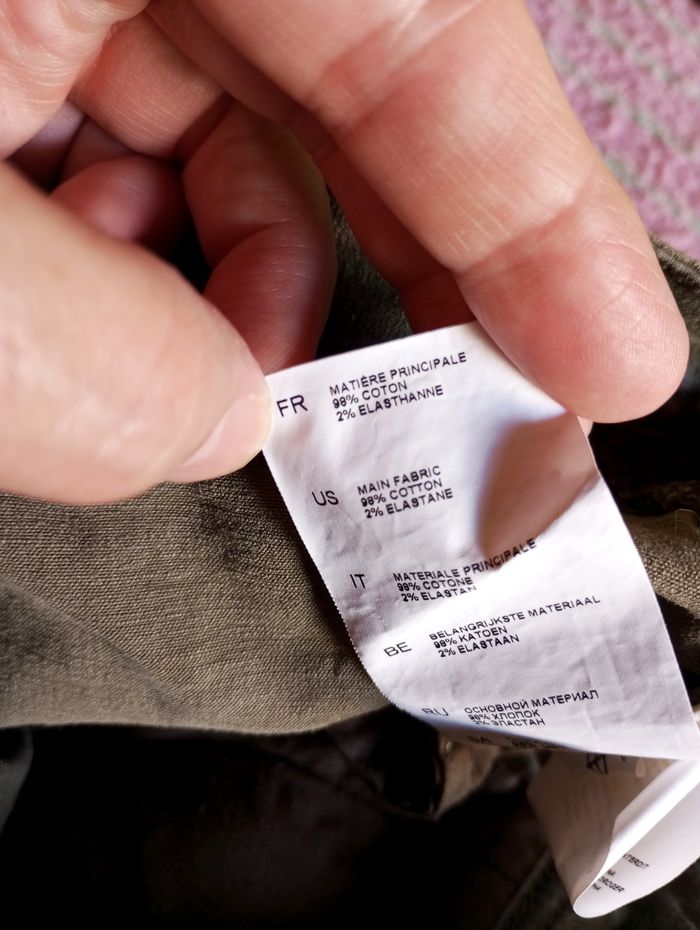 FR
MATIÈRE PRINCIPALE
98% COTON
2% ELASTHANNE
US
MAIN FABRIC
98% COTTON
2% ELASTANE
IT
MATERIALE PRINCIPALE
98% COTONE
2% ELASTAN
BE
BELANGRIJKSTE MATERIAAL
98% KATOEN
2% ELASTAAN
RU
ОСНОВНОЙ МАТЕРИАЛ
98% ХЛОПОК
2% ЭЛАСТАН